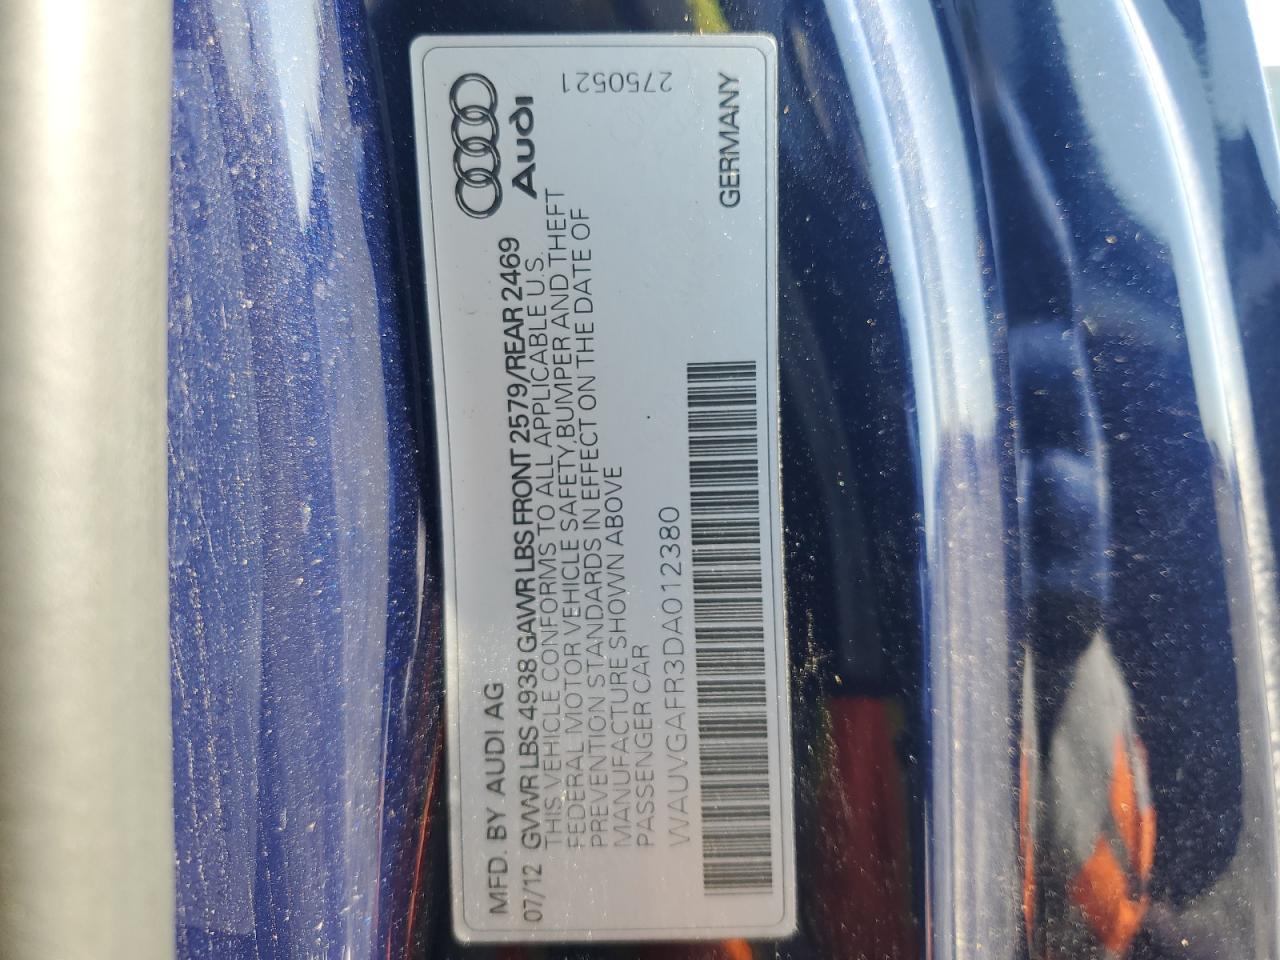 MFD. BY AUDI AG
07/12 GVWR LBS 4938 GAWR LBS FRONT 2579/REAR 2469
THIS VEHICLE CONFORMS TO ALL APPLICABLE U.S.
FEDERAL MOTOR VEHICLE SAFETY,BUMPER AND THEFT
PREVENTION STANDARDS IN EFFECT ON THE DATE OF
MANUFACTURE SHOWN ABOVE
PASSENGER CAR
WAUVGAFR3DA012380
Audi
2750521
GERMANY